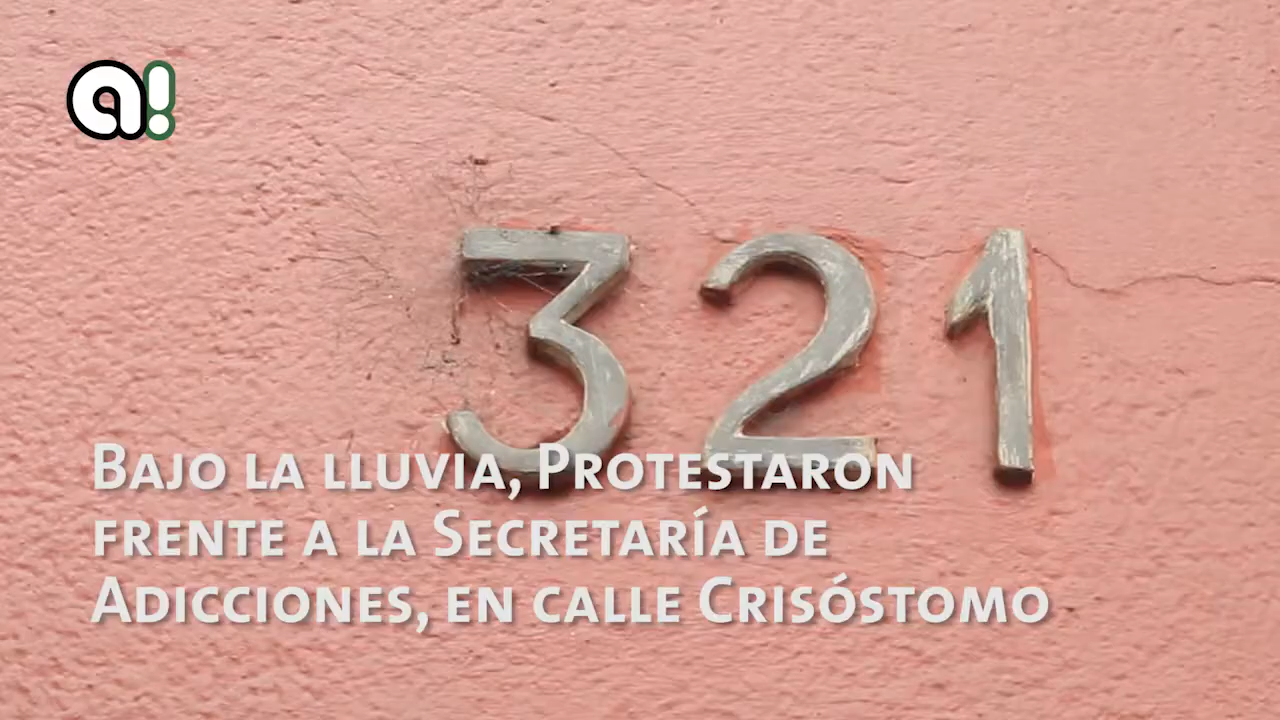 a!
321
Bajo la lluvia, Protestaron
frente a la Secretaría de
Adicciones, en calle Crisóstomo